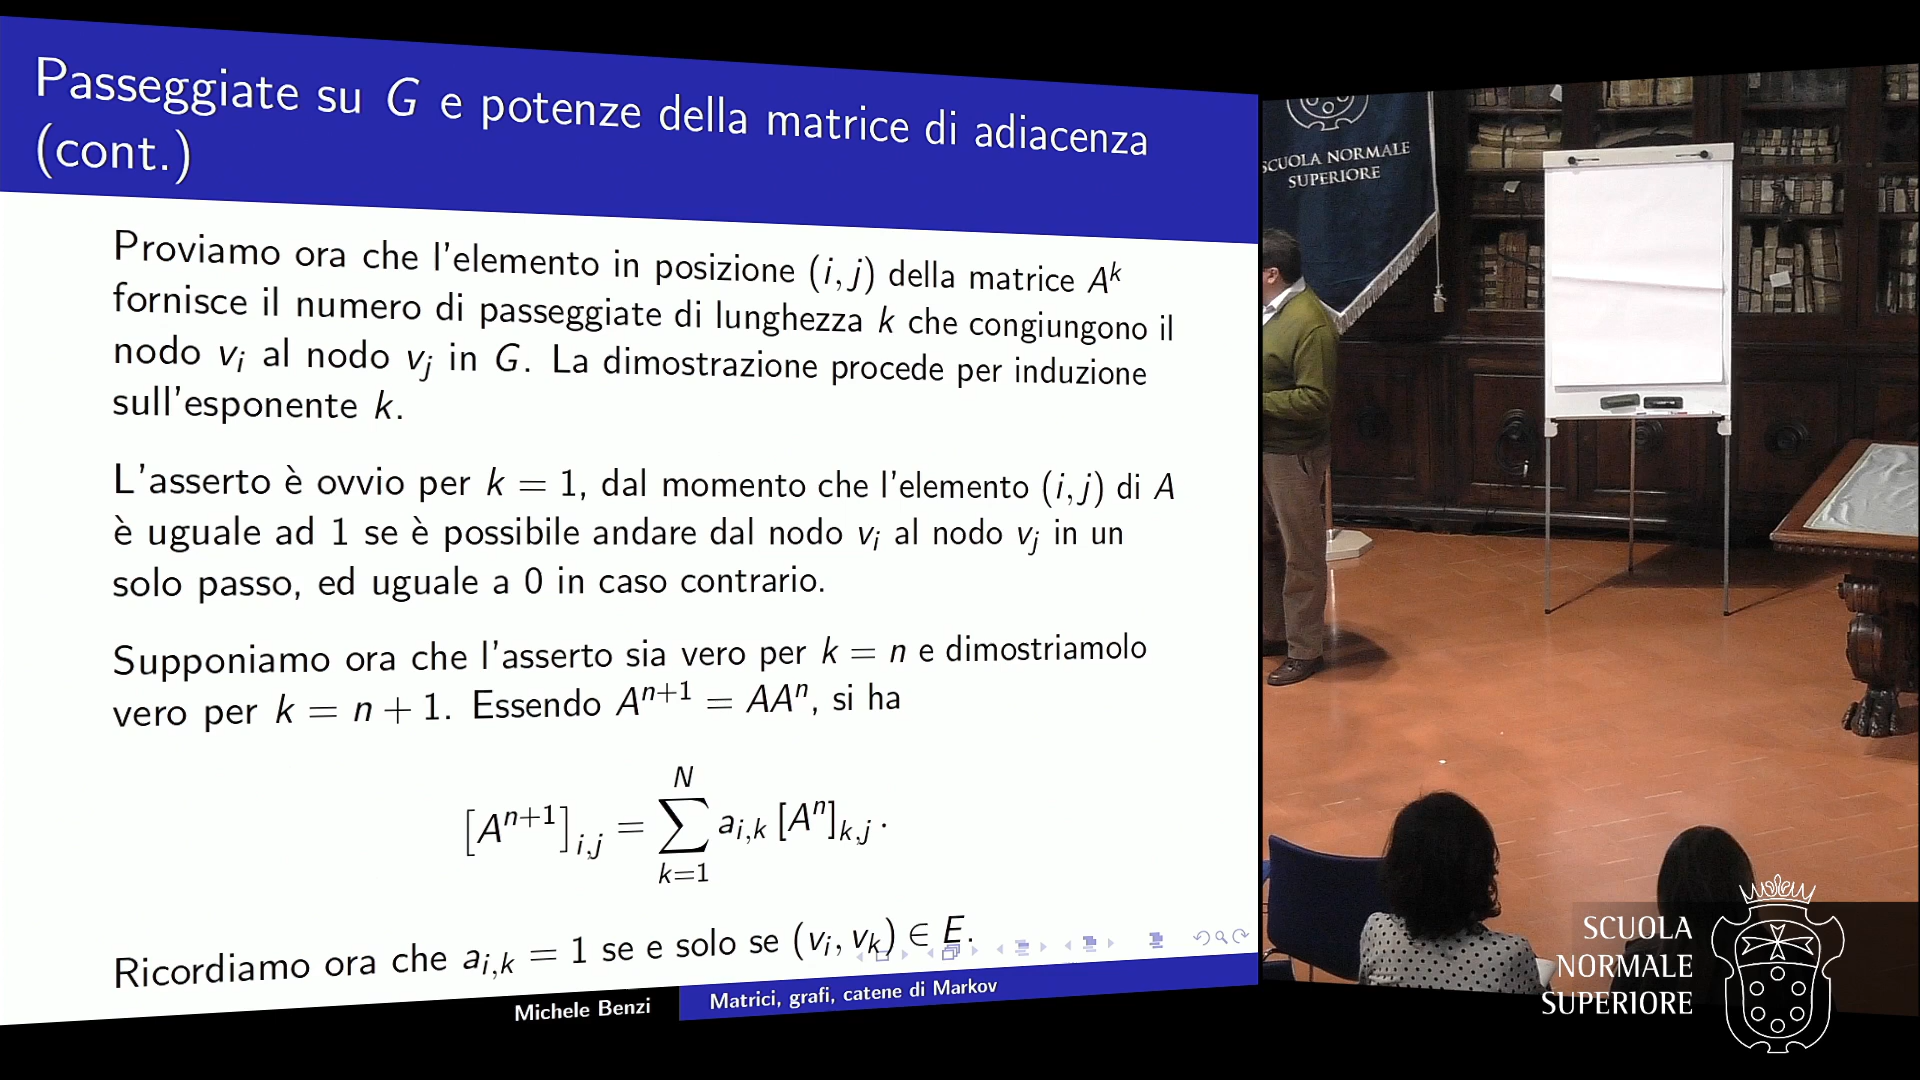 Passeggiate su G e potenze della matrice di adiacenza
(cont.)
Proviamo ora che l'elemento in posizione (i, j) della matrice A^k
fornisce il numero di passeggiate di lunghezza k che congiungono il
nodo v_i al nodo v_j in G. La dimostrazione procede per induzione
sull'esponente k.
L'asserto è ovvio per k = 1, dal momento che l'elemento (i, j) di A
è uguale ad 1 se è possibile andare dal nodo v_i al nodo v_j in un
solo passo, ed uguale a 0 in caso contrario.
Supponiamo ora che l'asserto sia vero per k = n e dimostriamolo
vero per k = n + 1. Essendo A^{n+1} = AA^n, si ha
[A^{n+1}]_{i,j} = \sum_{k=1}^{N} a_{i,k} [A^n]_{k,j}.
Ricordiamo ora che a_{i,k} = 1 se e solo se (v_i, v_k) ∈ E.
Michele Benzi
Matrici, grafi, catene di Markov
SCUOLA NORMALE
SUPERIORE
SCUOLA
NORMALE
SUPERIORE